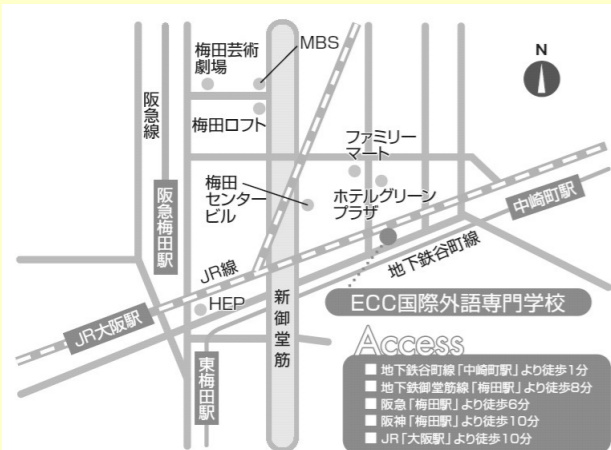 梅田芸術
劇場
MBS
N
阪急線
梅田ロフト
ファミリー
マート
阪急梅田駅
梅田
センター
ビル
ホテルグリーン
プラザ
中崎町駅
JR線
地下鉄谷町線
HEP
新御堂筋
JR大阪駅
ECC国際外語専門学校
東梅田駅
Access
■ 地下鉄谷町線「中崎町駅」より徒歩1分
■ 地下鉄御堂筋線「梅田駅」より徒歩8分
■ 阪急「梅田駅」より徒歩6分
■ 阪神「梅田駅」より徒歩10分
■ JR「大阪駅」より徒歩10分